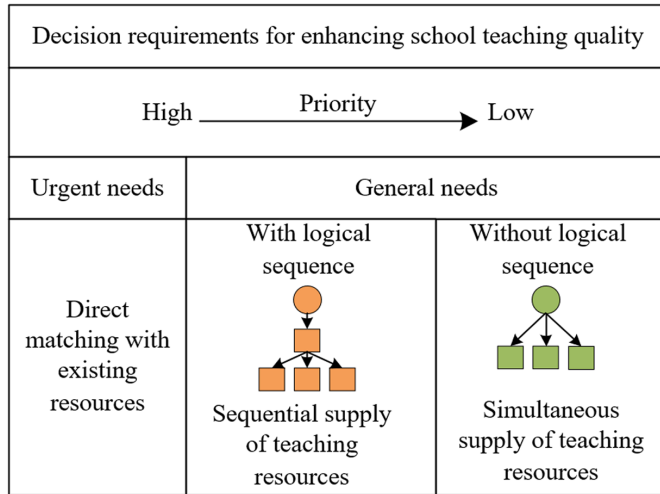 Decision requirements for enhancing school teaching quality
High Priority Low
Urgent needs
General needs
Direct
matching with
existing
resources
With logical
sequence
Sequential supply
of teaching
resources
Without logical
sequence
Simultaneous
supply of teaching
resources